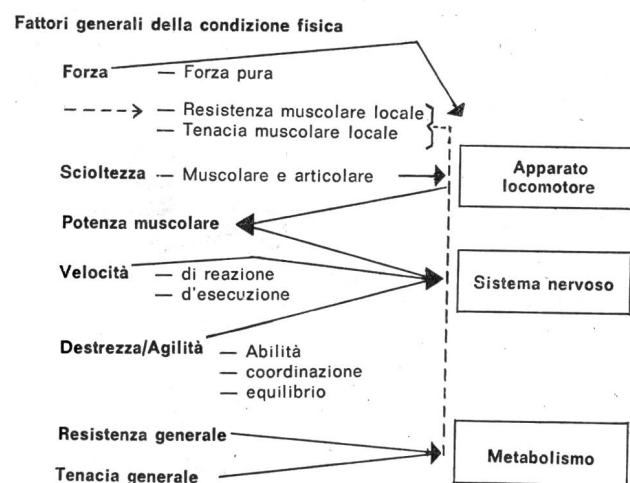 Fattori generali della condizione fisica
Forza — Forza pura
— Resistenza muscolare locale
— Tenacia muscolare locale
Scioltezza — Muscolare e articolare
Apparato
locomotore
Potenza muscolare
Velocità — di reazione
— d'esecuzione
Sistema nervoso
Destrezza/Agilità — Abilità
— coordinazione
— equilibrio
Resistenza generale
Metabolismo
Tenacia generale